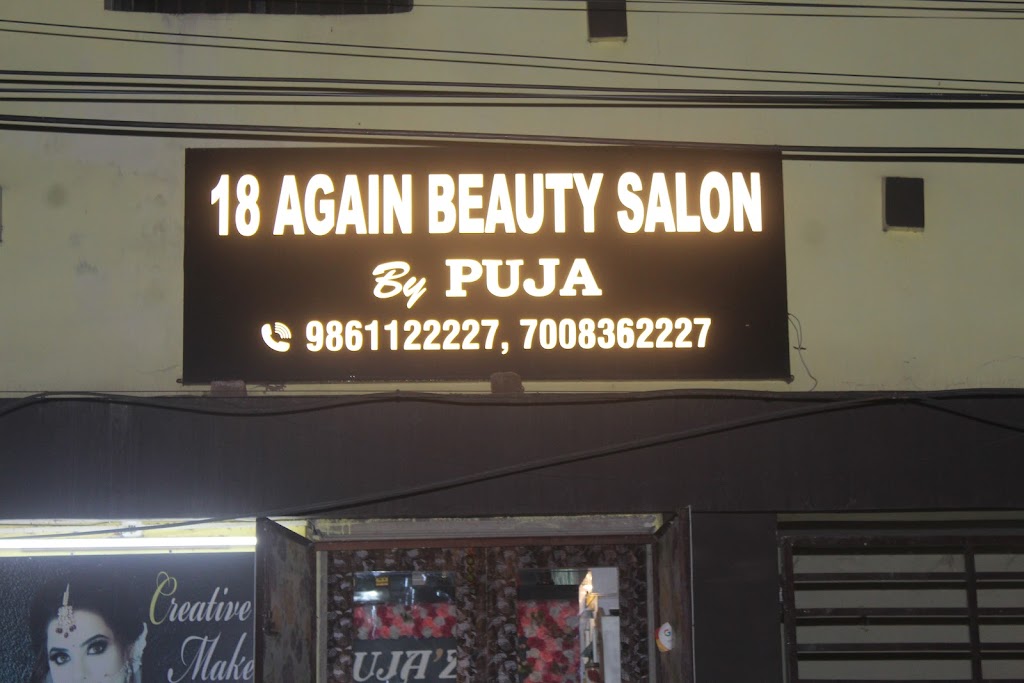 18 AGAIN BEAUTY SALON
By PUJA
9861122227, 7008362227
Creative
Make
UJA'S
G